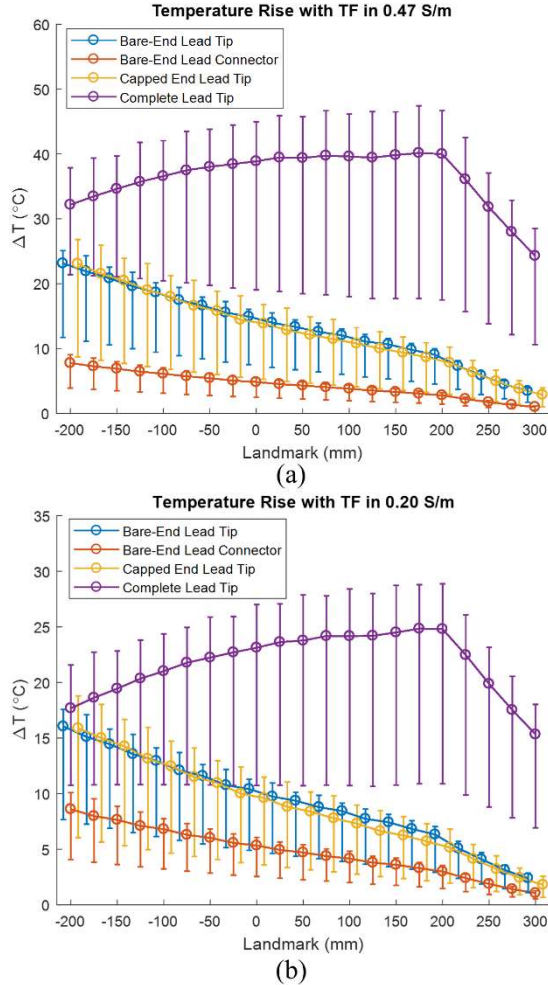 Temperature Rise with TF in 0.47 S/m
60
50
40
30
20
10
0
ΔT (°C)
Bare-End Lead Tip
Bare-End Lead Connector
Capped End Lead Tip
Complete Lead Tip
-200 -150 -100 -50 0 50 100 150 200 250 300
Landmark (mm)
(a)
Temperature Rise with TF in 0.20 S/m
35
30
25
20
15
10
5
0
ΔT (°C)
Bare-End Lead Tip
Bare-End Lead Connector
Capped End Lead Tip
Complete Lead Tip
-200 -150 -100 -50 0 50 100 150 200 250 300
Landmark (mm)
(b)